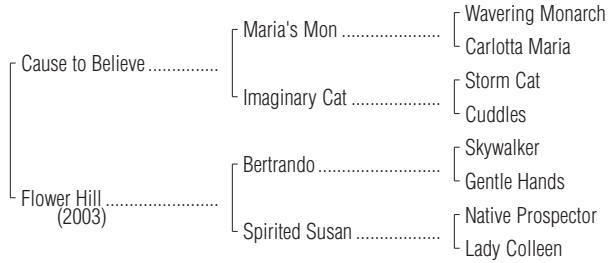 Wavering Monarch
Maria's Mon ...................
Carlotta Maria
Cause to Believe ..............
Storm Cat
Imaginary Cat .................
Cuddles
Skywalker
Bertrando ........................
Gentle Hands
Flower Hill ......................
(2003)
Native Prospector
Spirited Susan .................
Lady Colleen